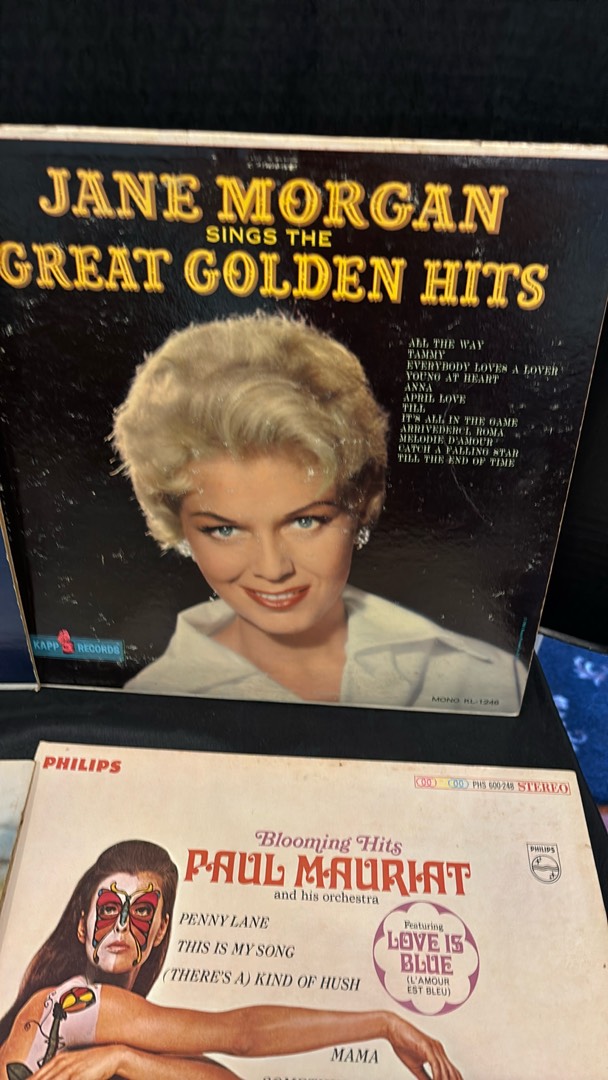 JANE MORGAN
SINGS THE
GREAT GOLDEN HITS
ALL THE WAY
TAMMY
EVERYBODY LOVES A LOVER
YOUNG AT HEART
ANNA
APRIL LOVE
TILL
IT'S ALL IN THE GAME
ARRIVEDERCI, ROMA
MELODIE D'AMOUR
CATCH A FALLING STAR
TILL THE END OF TIME
KAPP RECORDS
MONO KL-1246
PHILIPS
PHS 600-248 STEREO
Blooming Hits
PAUL MAURIAT
and his orchestra
PHILIPS
PENNY LANE
THIS IS MY SONG
(THERE'S A) KIND OF HUSH
Featuring
LOVE IS
BLUE
(L'AMOUR
EST BLEU)
MAMA